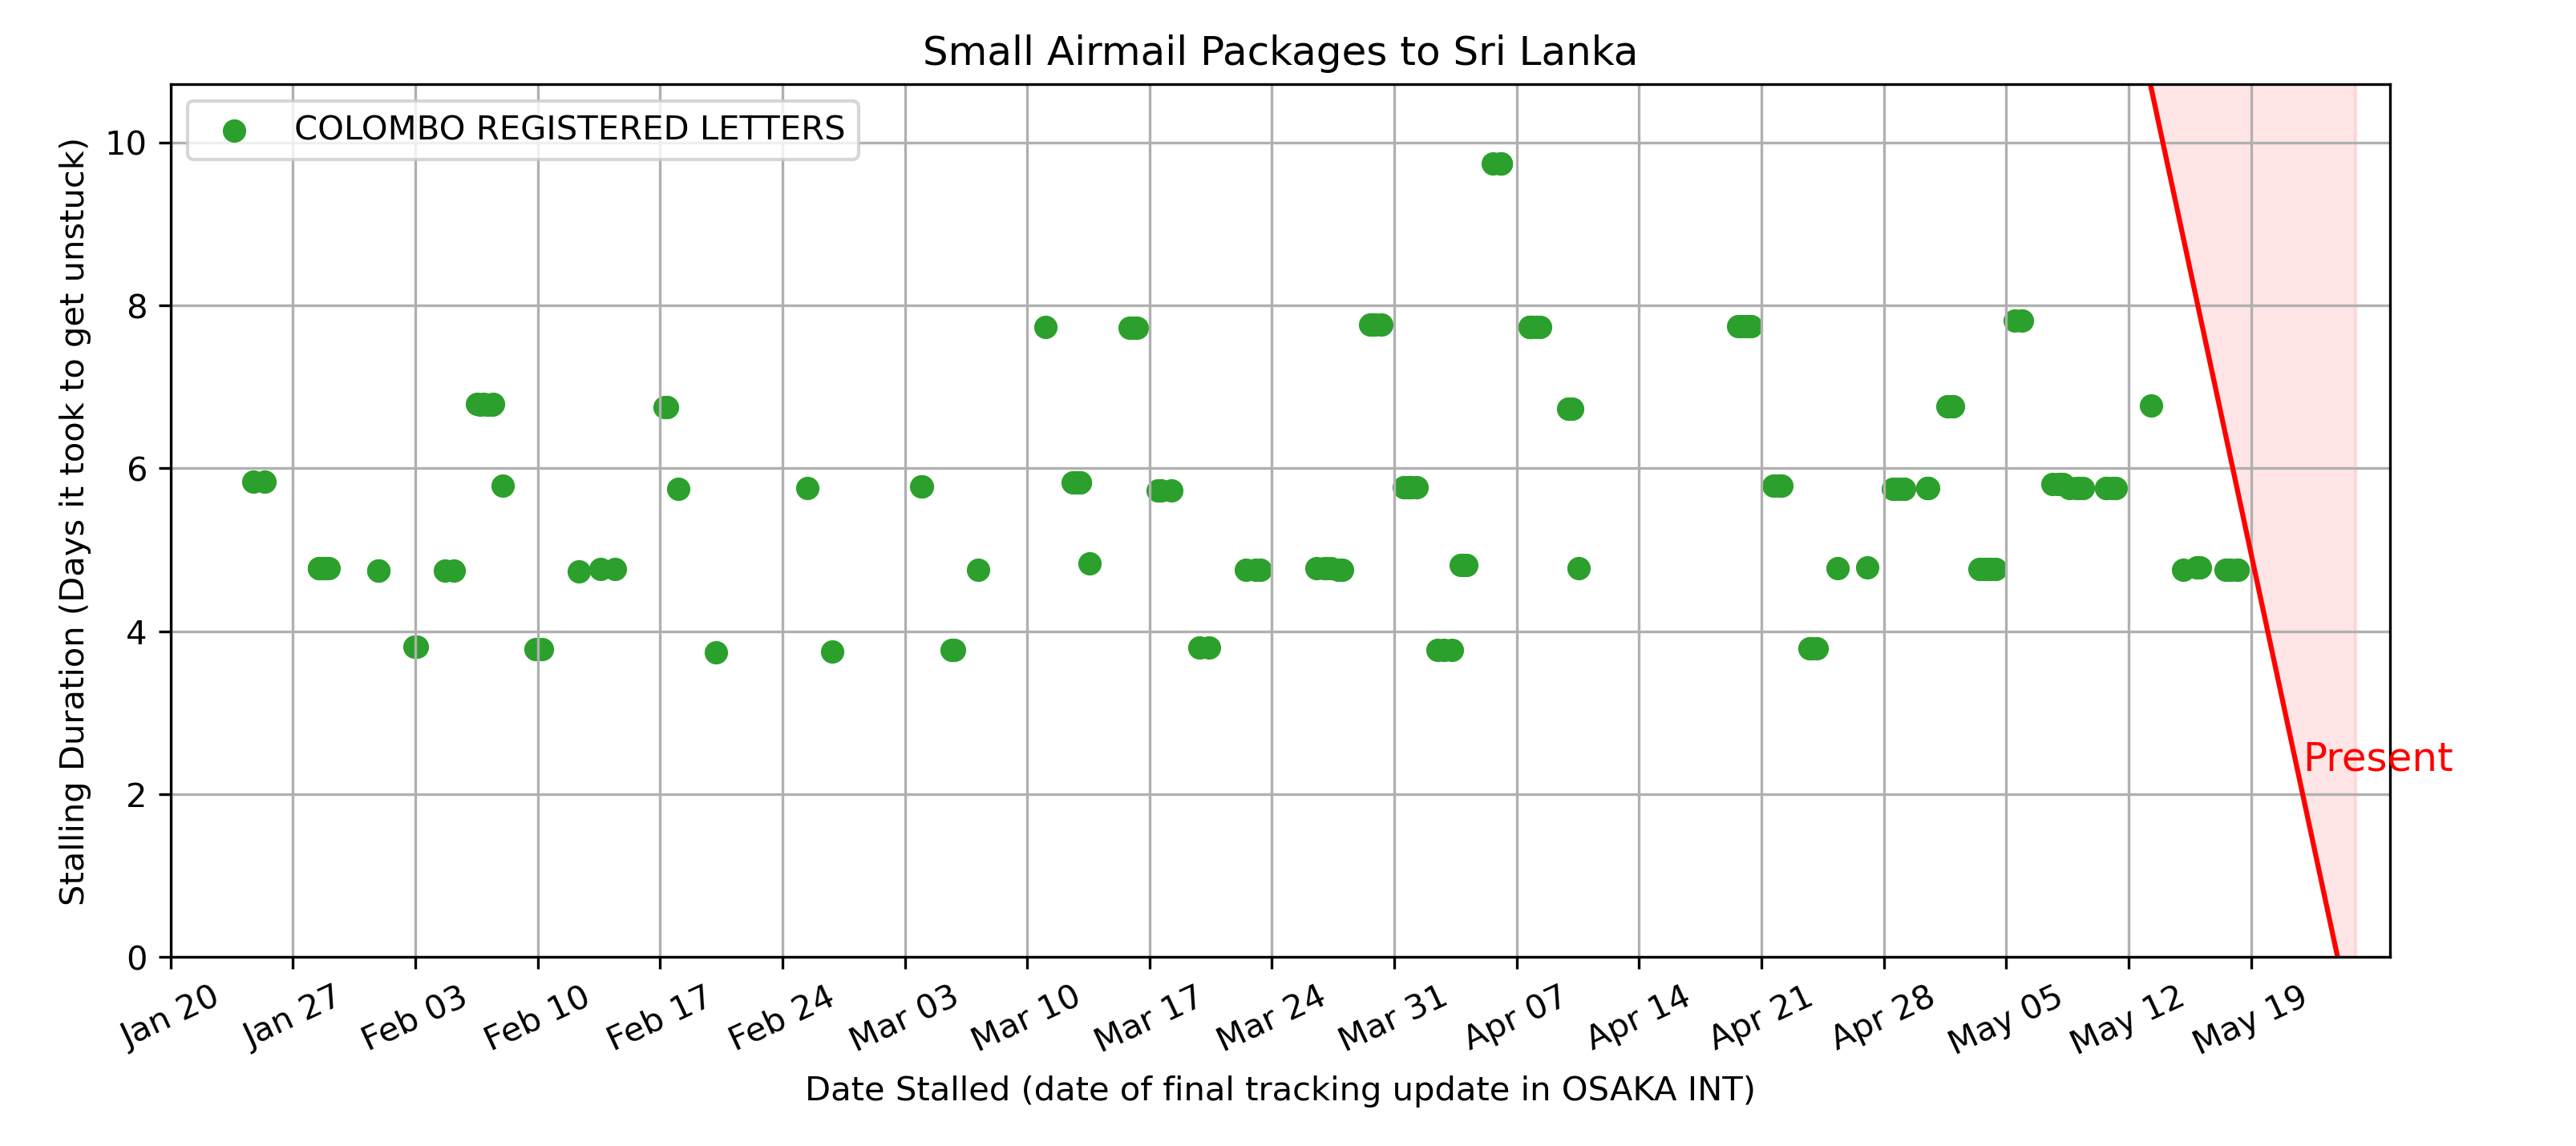 Small Airmail Packages to Sri Lanka
COLOMBO REGISTERED LETTERS
Stalling Duration (Days it took to get unstuck)
10
8
6
4
2
0
Present
Jan 20
Jan 27
Feb 03
Feb 10
Feb 17
Feb 24
Mar 03
Mar 10
Mar 17
Mar 24
Mar 31
Apr 07
Apr 14
Apr 21
Apr 28
May 05
May 12
May 19
Date Stalled (date of final tracking update in OSAKA INT)